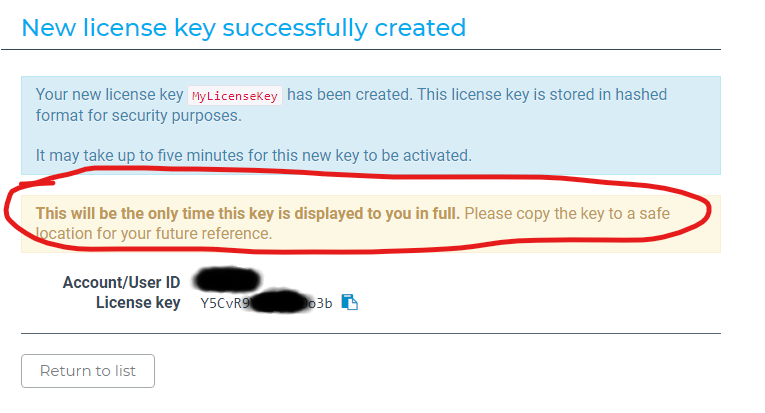 New license key successfully created
Your new license key MyLicenseKey has been created. This license key is stored in hashed
format for security purposes.
It may take up to five minutes for this new key to be activated.
This will be the only time this key is displayed to you in full. Please copy the key to a safe
location for your future reference.
Account/User ID
License key Y5CvR9 o3b
Return to list